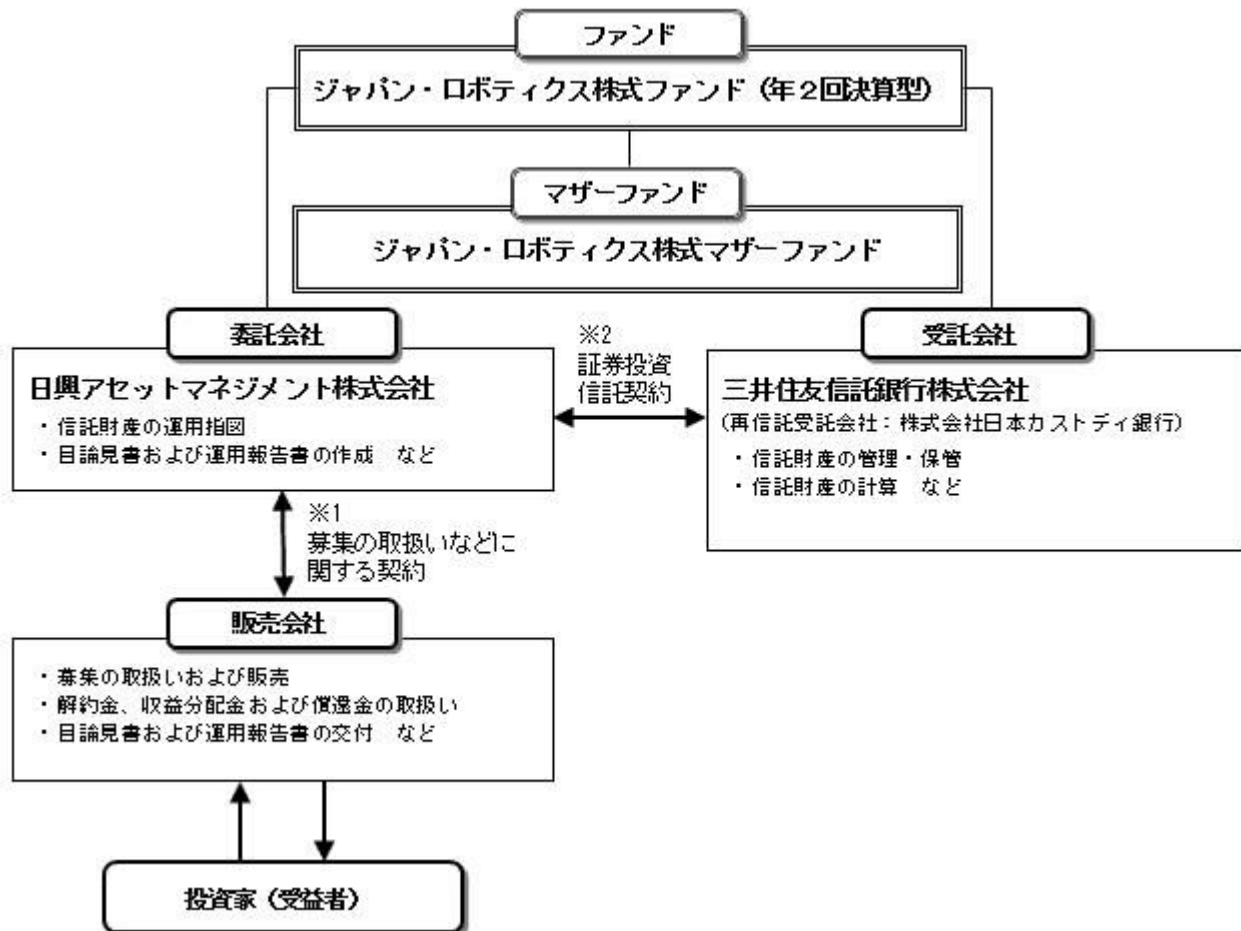 ファンド
ジャパン・ロボティクス株式ファンド（年２回決算型）
マザーファンド
ジャパン・ロボティクス株式マザーファンド
委託会社
日興アセットマネジメント株式会社
・信託財産の運用指図
・目論見書および運用報告書の作成　など
※2
証券投資
信託契約
受託会社
三井住友信託銀行株式会社
（再信託受託会社：株式会社日本カストディ銀行）
・信託財産の管理・保管
・信託財産の計算　など
※1
募集の取扱いなどに
関する契約
販売会社
・募集の取扱いおよび販売
・解約金、収益分配金および償還金の取扱い
・目論見書および運用報告書の交付　など
投資家（受益者）